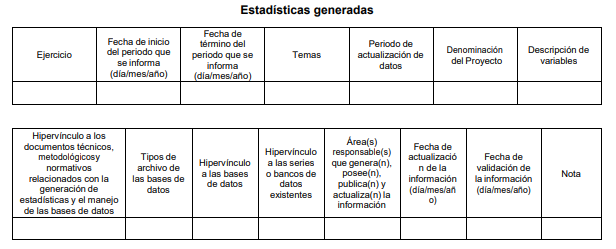 Estadísticas generadas
Ejercicio
Fecha de inicio
del periodo que
se informa
(día/mes/año)
Fecha de
término del
periodo que se
informa
(día/mes/año)
Temas
Periodo de
actualización de
datos
Denominación
del Proyecto
Descripción de
variables
Hipervínculo a los
documentos técnicos,
metodológicosy
normativos
relacionados con la
generación de
estadísticas y el manejo
de las bases de datos
Tipos de
archivo de
las bases de
datos
Hipervínculo
a las bases
de datos
Hipervínculo
a las series
o bancos de
datos
existentes
Área(s)
responsable(s)
que genera(n),
posee(n),
publica(n) y
actualiza(n) la
información
Fecha de
actualizació
n de la
información
(día/mes/añ
o)
Fecha de
validación de
la información
(día/mes/año)
Nota